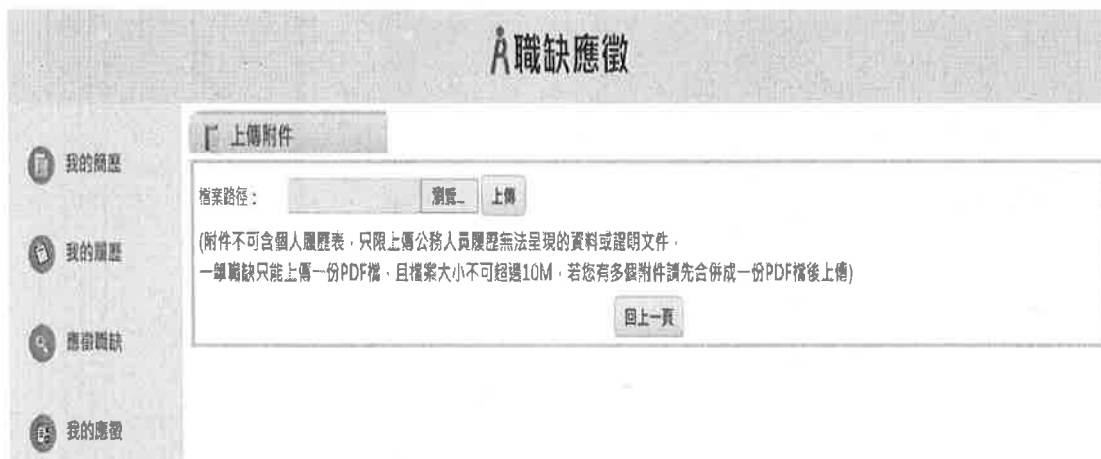 職缺應徵
上傳附件
我的簡歷
檔案路徑：
瀏覽...
上傳
我的履歷
(附件不可含個人履歷表，只限上傳公務人員履歷無法呈現的資料或證明文件，
一筆職缺只能上傳一份PDF檔，且檔案大小不可超過10M，若您有多個附件請先合併成一份PDF檔後上傳)
回上一頁
應徵職缺
我的應徵